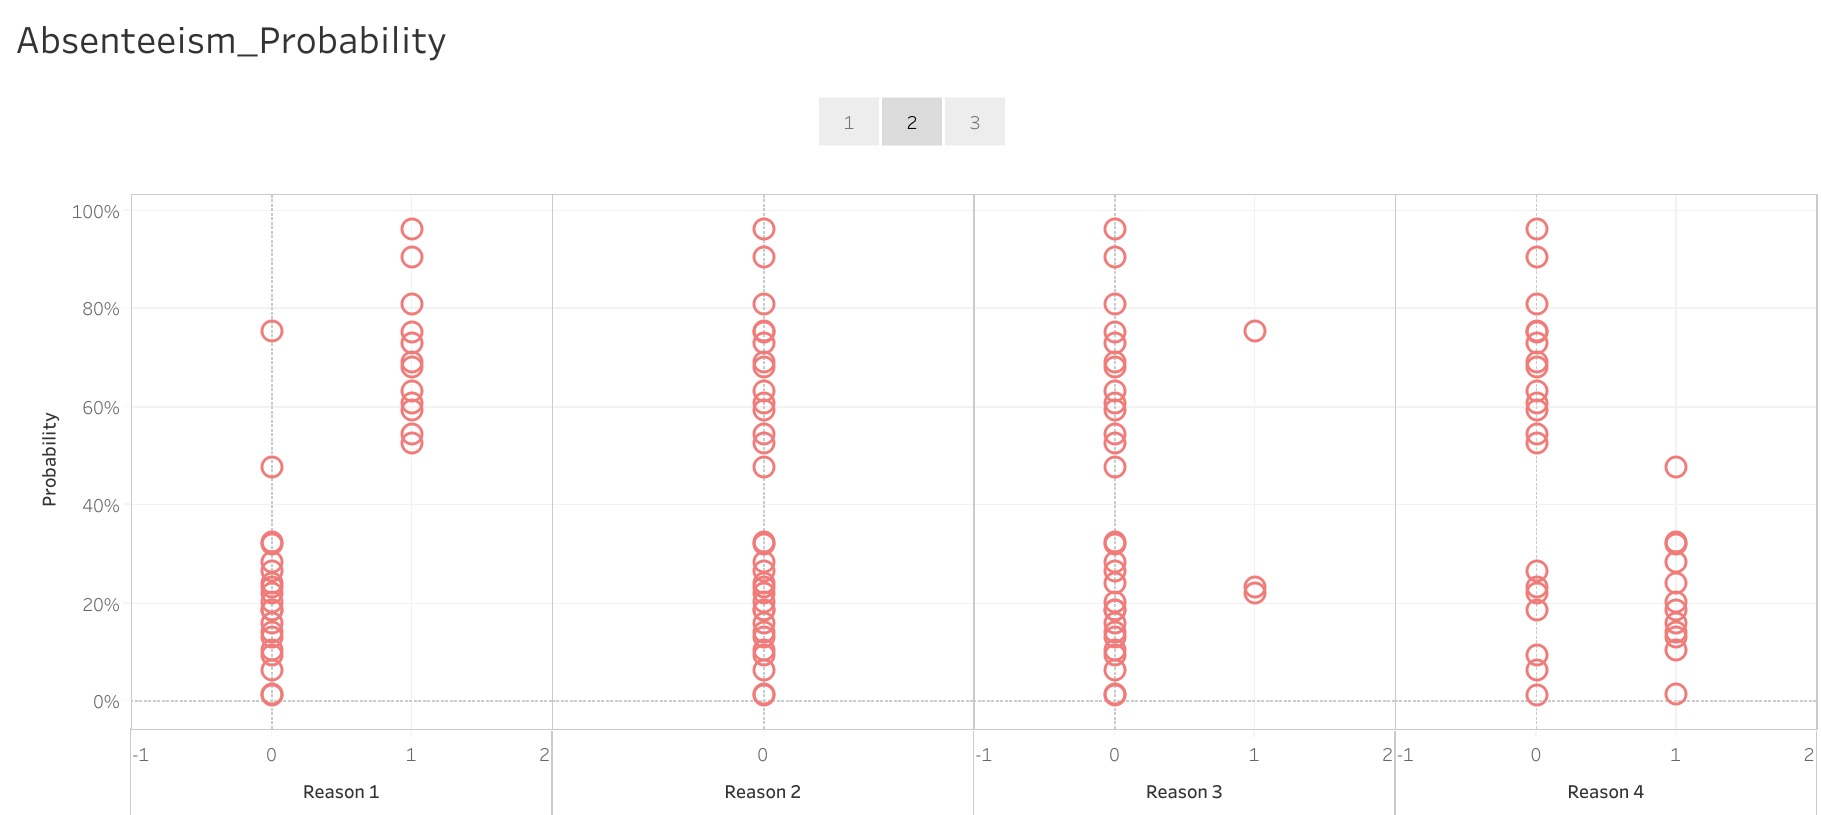 Absenteeism_Probability
1 2 3
100%
80%
60%
40%
20%
0%
Probability
-1 0 1 2 0 -1 0 1 2 -1 0 1 2
Reason 1 Reason 2 Reason 3 Reason 4